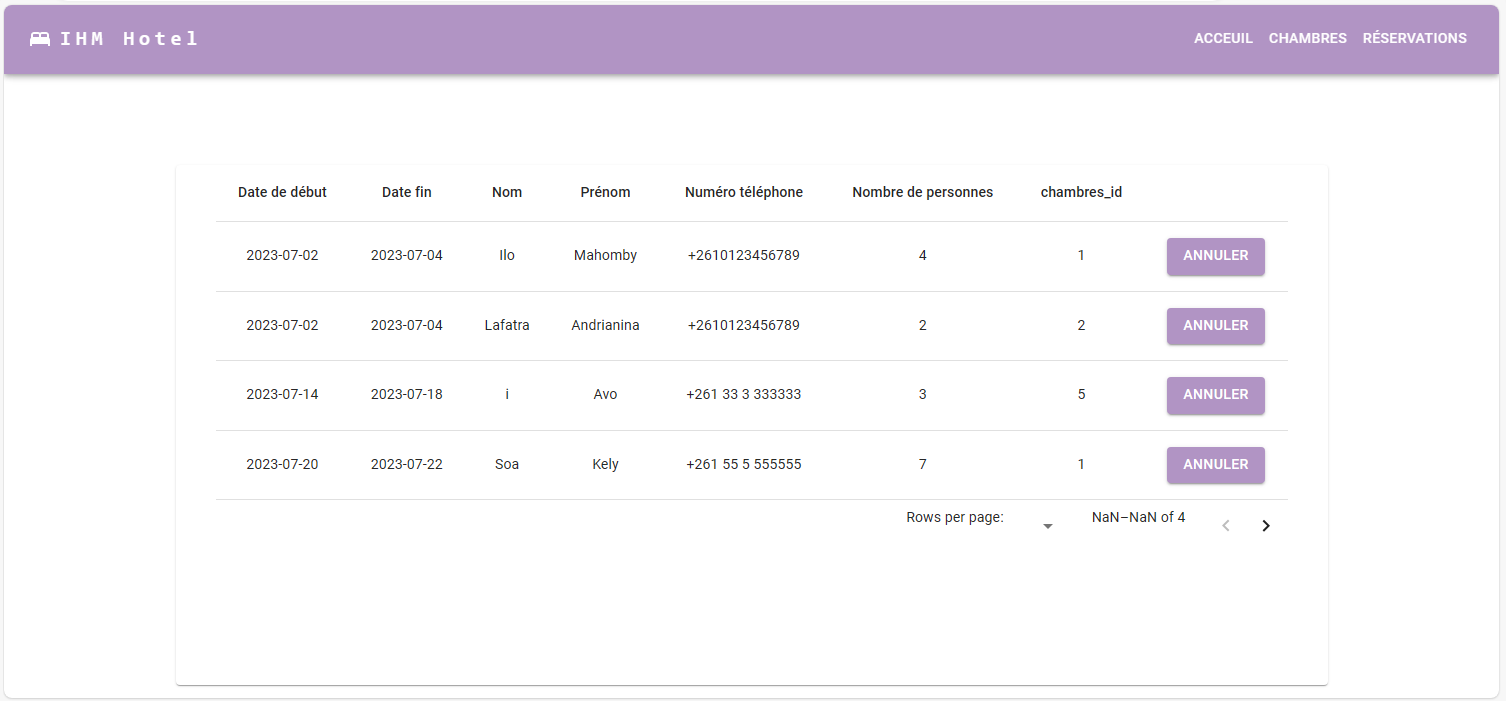 IHM Hotel ACCEUIL CHAMBRES RÉSERVATIONS
Date de début Date fin Nom Prénom Numéro téléphone Nombre de personnes chambres_id
2023-07-02 2023-07-04 Ilo Mahomby +2610123456789 4 1 ANNULER
2023-07-02 2023-07-04 Lafatra Andrianina +2610123456789 2 2 ANNULER
2023-07-14 2023-07-18 i Avo +261 33 3 333333 3 5 ANNULER
2023-07-20 2023-07-22 Soa Kely +261 55 5 555555 7 1 ANNULER
Rows per page: NaN–NaN of 4